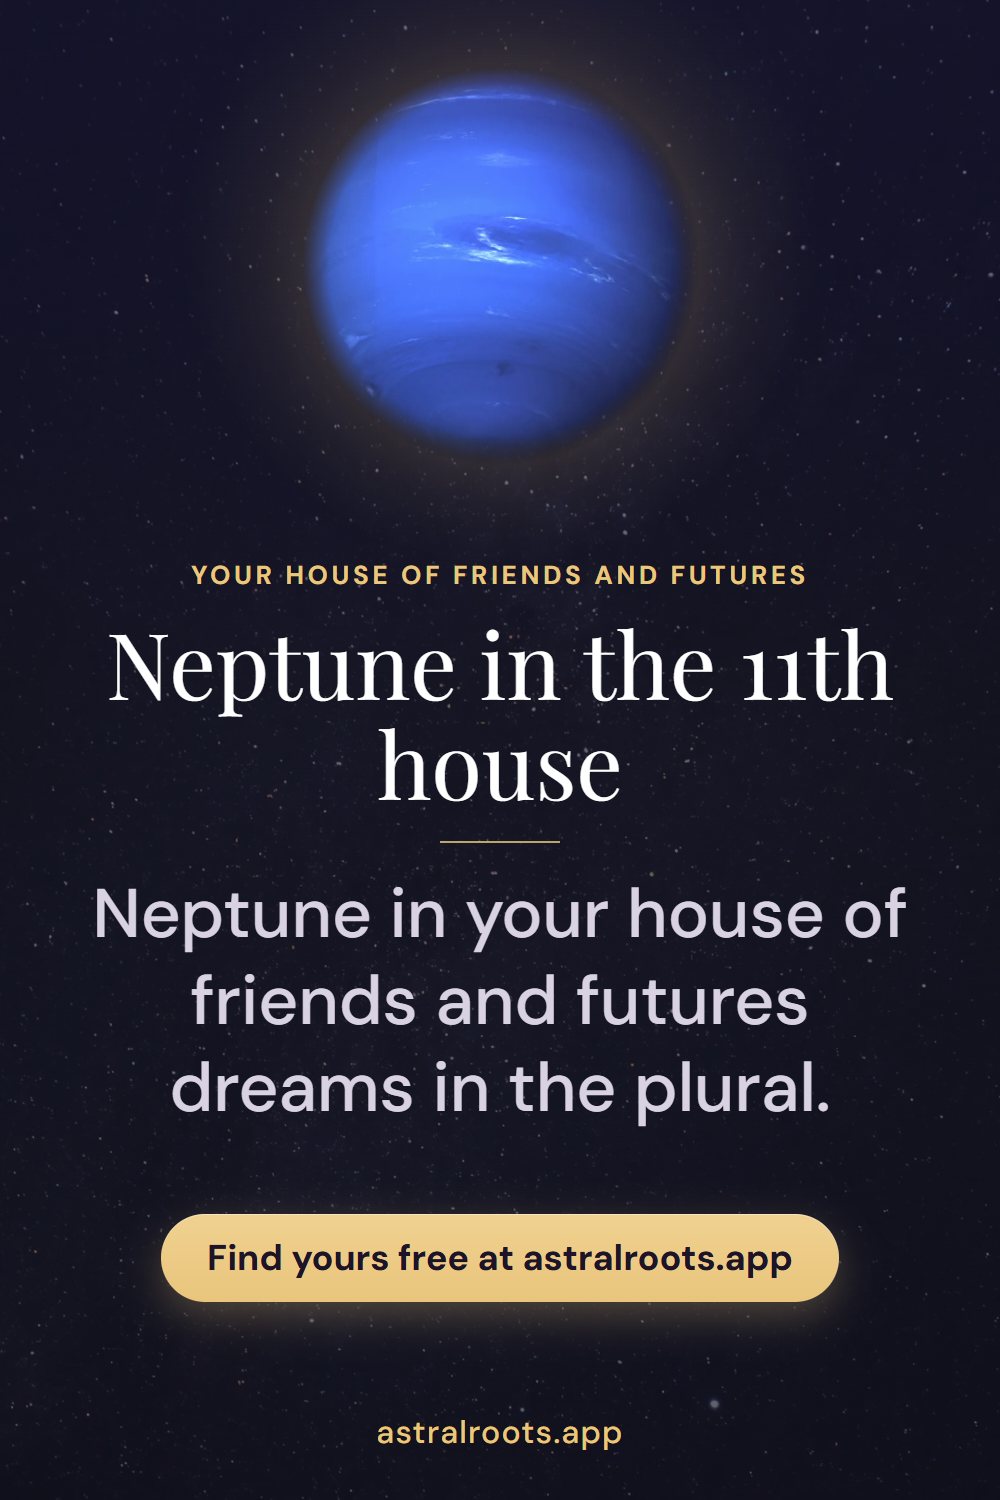 YOUR HOUSE OF FRIENDS AND FUTURES
Neptune in the 11th
house
Neptune in your house of
friends and futures
dreams in the plural.
Find yours free at astralroots.app
astralroots.app